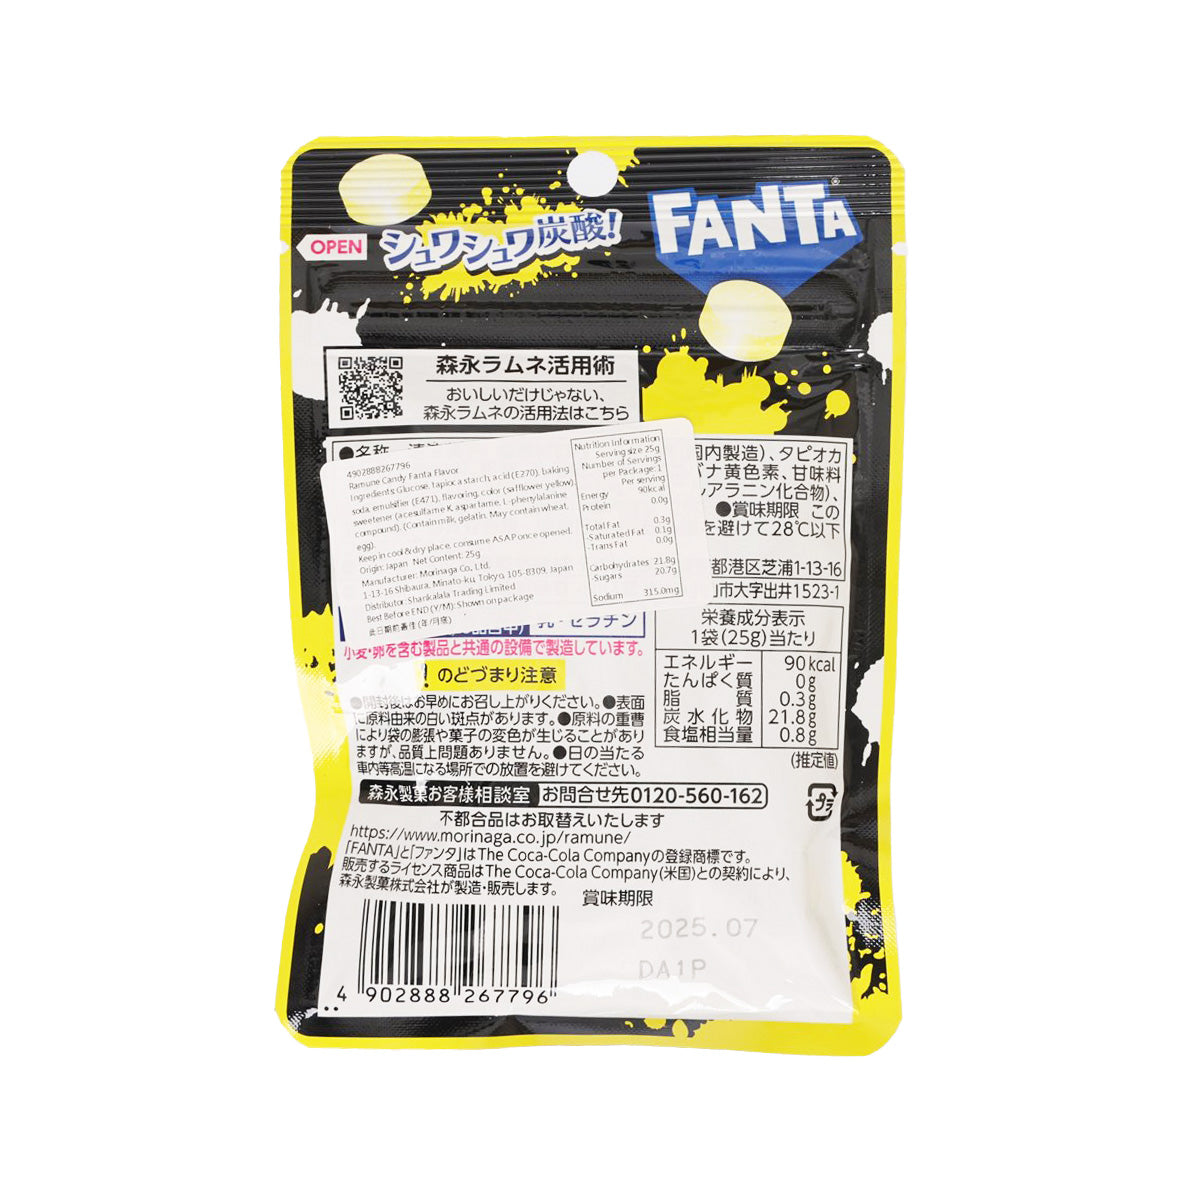 OPEN
シュワシュワ炭酸!
FANTA
森永ラムネ活用術
おいしいだけじゃない、
森永ラムネの活用法はこちら
●名称
国内製造)、タピオカ
バナ黄色素、甘味料
アラニン化合物)、
●賞味期限 この
を避けて28℃以下
都港区芝浦1-13-16
山市大字出井1523-1
4902888267796
Ramune Candy Fanta Flavor
Ingredients: Glucose, tapioca starch, acid (E270), baking
soda, emulsifier (E471), flavoring, color (safflower yellow),
sweetener (acesulfame K, aspartame, L-phenylalanine
compound). (Contain milk, gelatin. May contain wheat,
egg).
Keep in cool & dry place, consume ASAP once opened.
Origin: Japan Net Content: 25g
Manufacturer: Morinaga Co., Ltd.
1-13-16 Shibaura, Minato-ku, Tokyo, 105-8309, Japan
Distributor: Shankalala Trading Limited
Best Before END (Y/M): Shown on package
此日期前最佳 (年/月底)
Nutrition Information
Serving size 25g
Number of Servings
per Package: 1
Per serving
Energy 90kcal
Protein 0.0g
Total Fat 0.3g
-Saturated Fat 0.1g
-Trans Fat 0.0g
Carbohydrates 21.8g
-Sugars 20.7g
Sodium 315.0mg
乳・ゼラチン
小麦・卵を含む製品と共通の設備で製造しています。
! のどづまり注意
●開封後はお早めにお召し上がりください。●表面
に原料由来の白い斑点があります。●原料の重曹
により袋の膨張や菓子の変色が生じることがあり
ますが、品質上問題ありません。●日の当たる
車内等高温になる場所での放置を避けてください。
栄養成分表示
1袋(25g)当たり
エネルギー 90kcal
たんぱく質 0g
脂質 0.3g
炭水化物 21.8g
食塩相当量 0.8g
(推定値)
森永製菓お客様相談室 お問合せ先0120-560-162
プラ
不都合品はお取替えいたします
https://www.morinaga.co.jp/ramune/
「FANTA」と「ファンタ」はThe Coca-Cola Companyの登録商標です。
販売するライセンス商品はThe Coca-Cola Company(米国)との契約により、
森永製菓株式会社が製造・販売します。
賞味期限
2025.07
DA1P
4 902888 267796